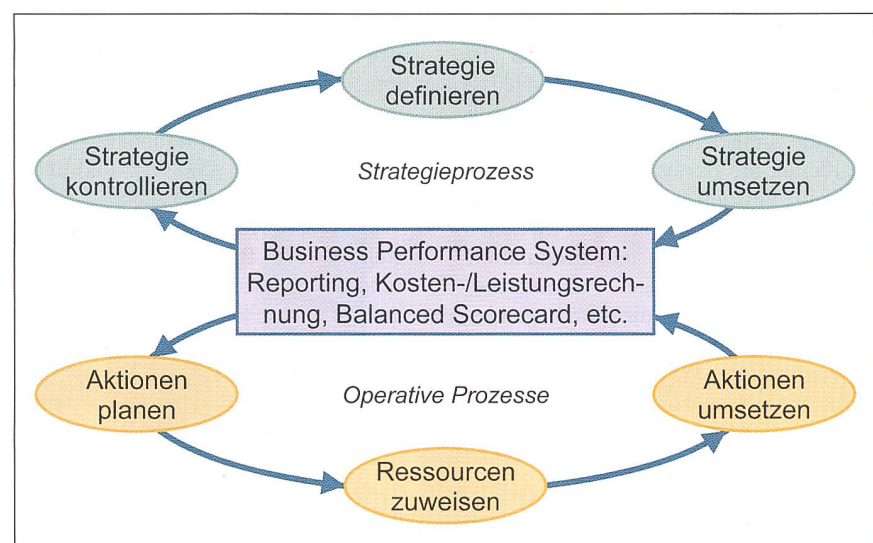 Strategie
definieren
Strategie
kontrollieren
Strategie
umsetzen
Strategieprozess
Business Performance System:
Reporting, Kosten-/Leistungsrech-
nung, Balanced Scorecard, etc.
Aktionen
planen
Operative Prozesse
Aktionen
umsetzen
Ressourcen
zuweisen